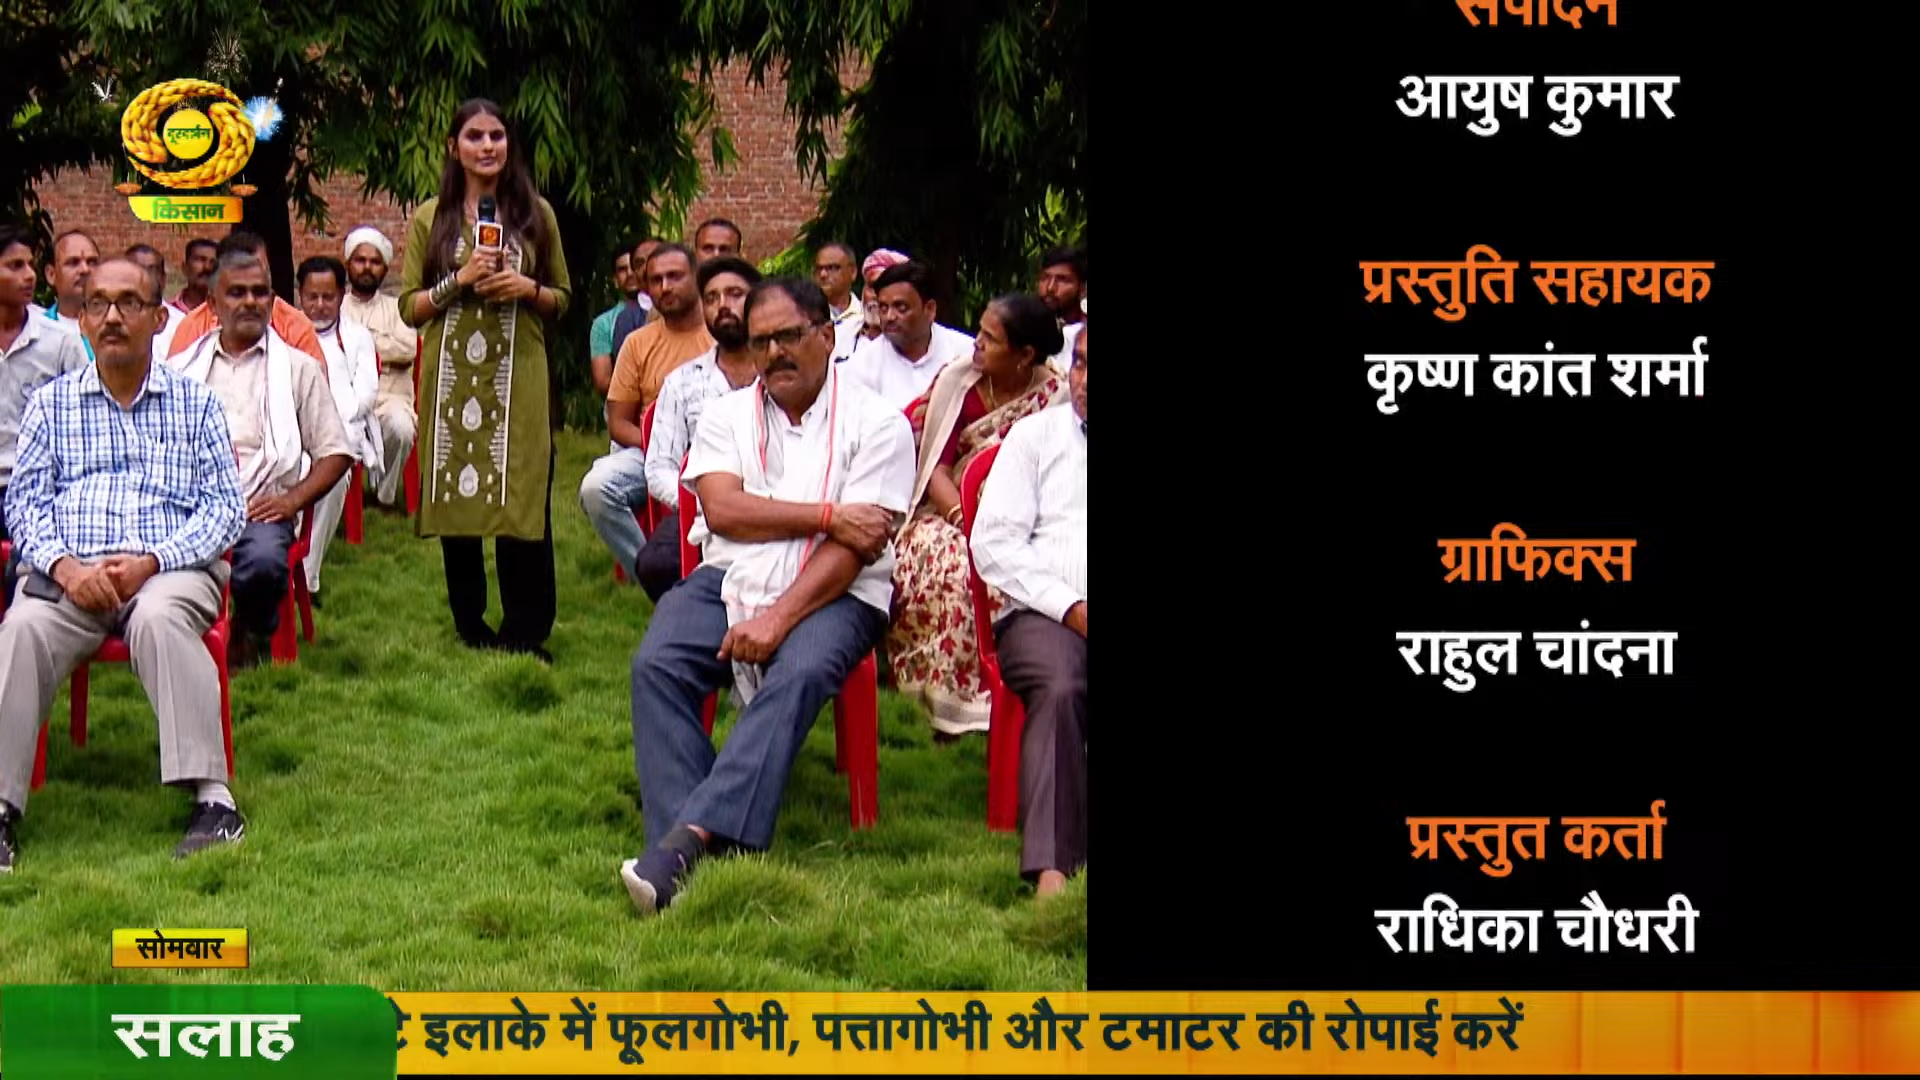 दूरदर्शन
किसान
संपादन
आयुष कुमार
प्रस्तुति सहायक
कृष्ण कांत शर्मा
ग्राफिक्स
राहुल चांदना
प्रस्तुत कर्ता
राधिका चौधरी
सोमवार
सलाह
इलाके में फूलगोभी, पत्तागोभी और टमाटर की रोपाई करें